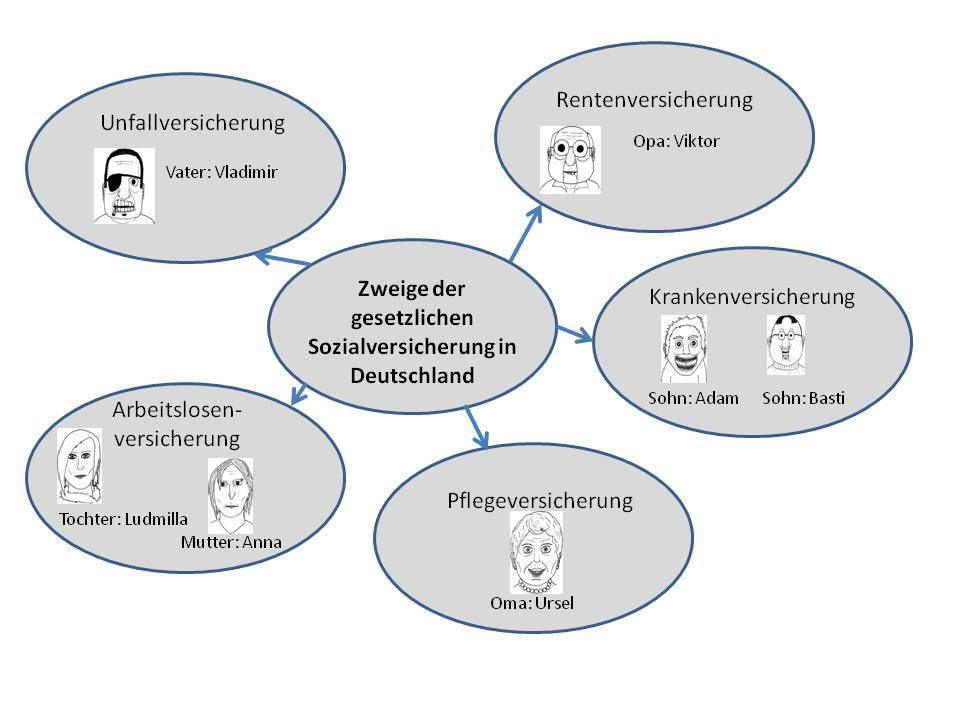 Unfallversicherung
Vater: Vladimir
Rentenversicherung
Opa: Viktor
Zweige der
gesetzlichen
Sozialversicherung in
Deutschland
Krankenversicherung
Sohn: Adam
Sohn: Basti
Arbeitslosen-
versicherung
Tochter: Ludmilla
Mutter: Anna
Pflegeversicherung
Oma: Ursel